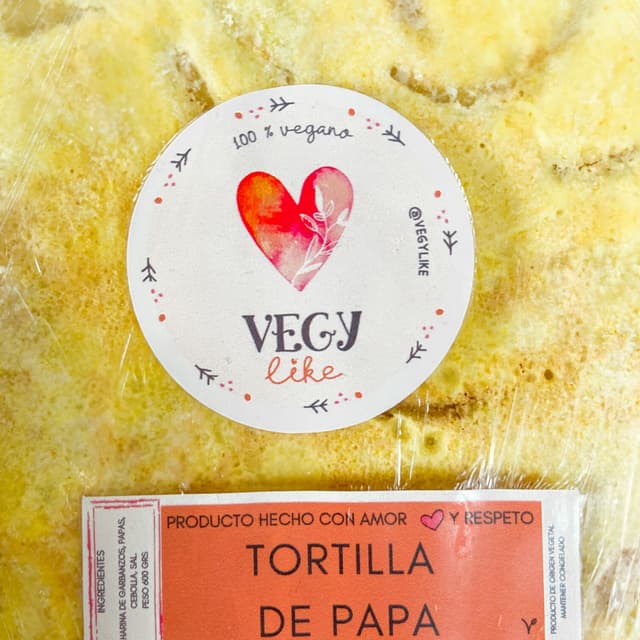 100 % vegano
@VEGYLIKE
VEGY
like
PRODUCTO HECHO CON AMOR Y RESPETO
TORTILLA
DE PAPA
INGREDIENTES
HARINA DE GARBANZOS, PAPAS,
CEBOLLA, SAL.
PESO 600 GRS
PRODUCTO DE ORIGEN VEGETAL
MANTENER CONGELADO